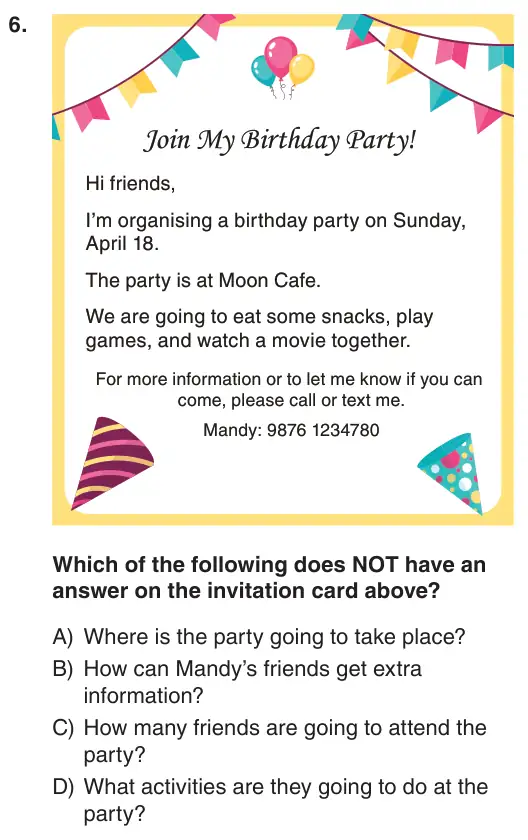 6.
Join My Birthday Party!
Hi friends,
I'm organising a birthday party on Sunday,
April 18.
The party is at Moon Cafe.
We are going to eat some snacks, play
games, and watch a movie together.
For more information or to let me know if you can
come, please call or text me.
Mandy: 9876 1234780
Which of the following does NOT have an
answer on the invitation card above?
A) Where is the party going to take place?
B) How can Mandy's friends get extra
information?
C) How many friends are going to attend the
party?
D) What activities are they going to do at the
party?